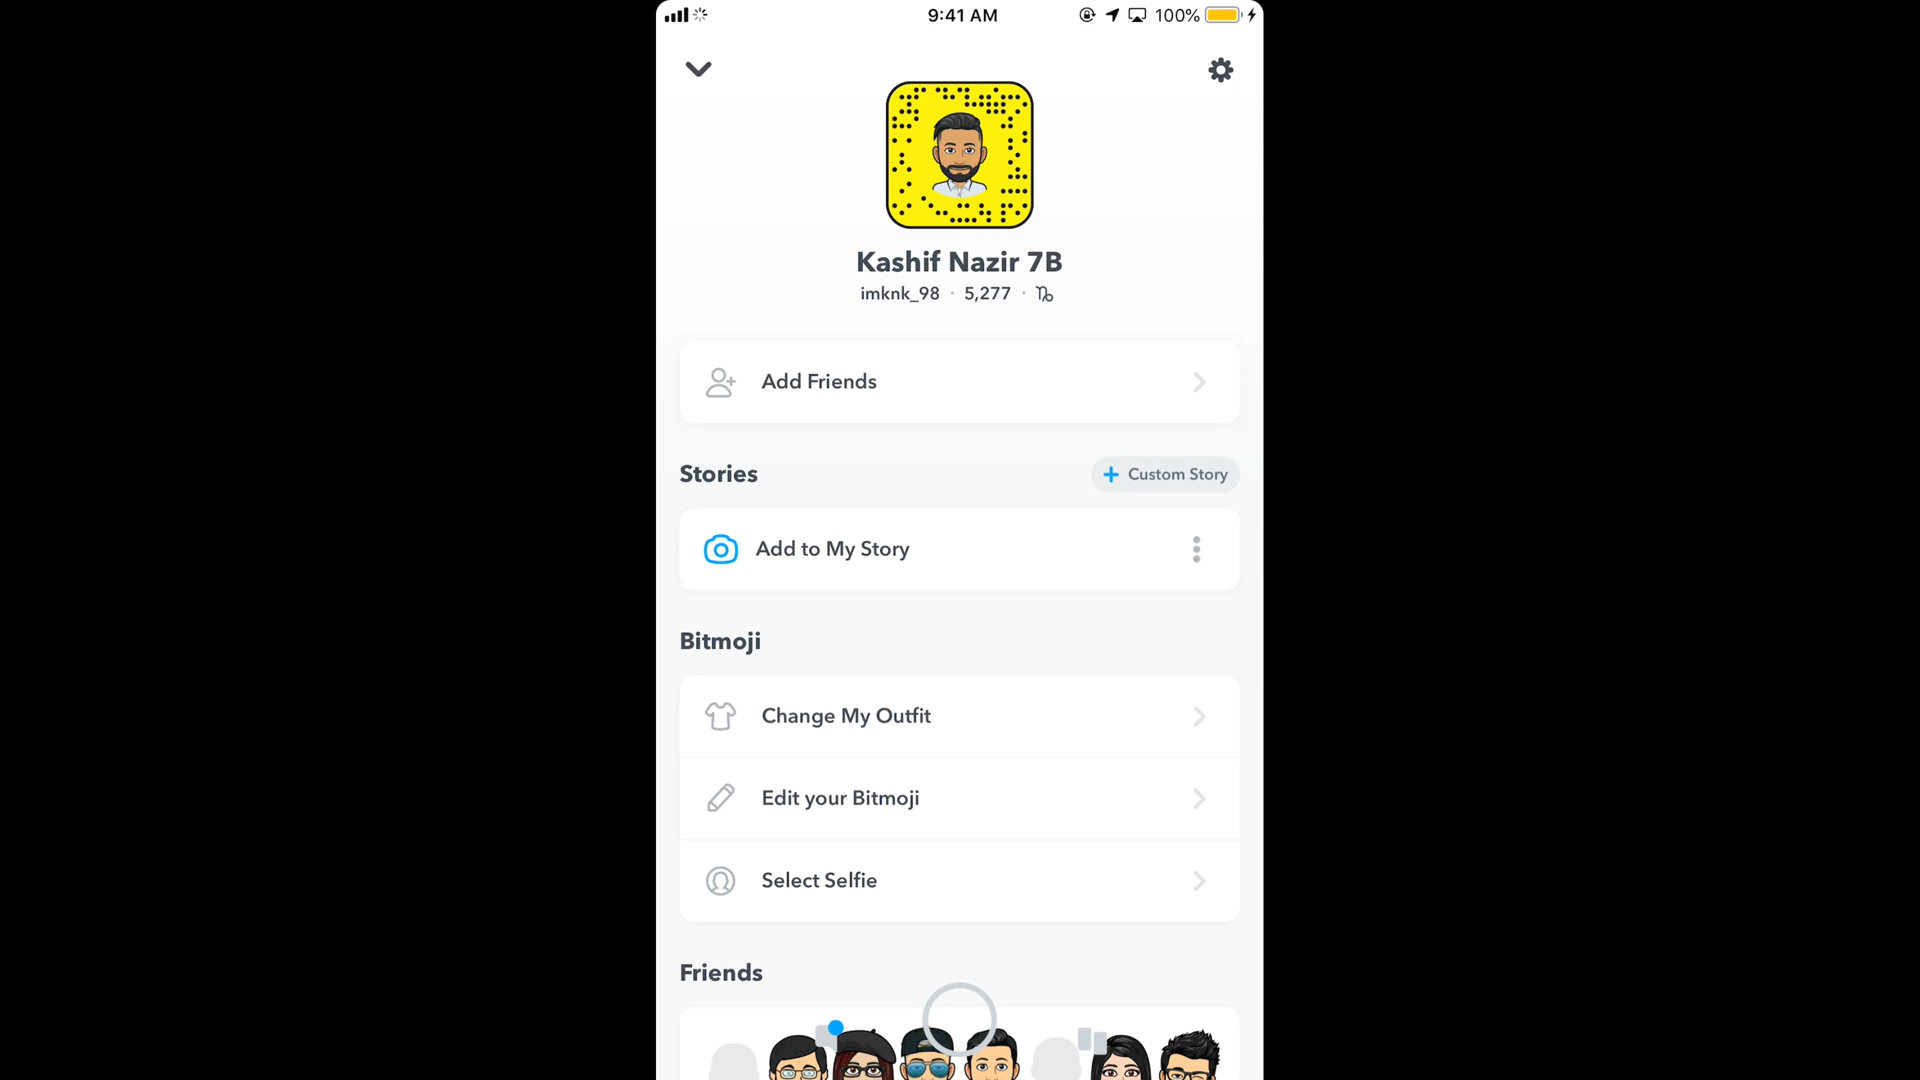 9:41 AM
100%
Kashif Nazir 7B
imknk_98 · 5,277 · ♑
Add Friends
Stories
+ Custom Story
Add to My Story
Bitmoji
Change My Outfit
Edit your Bitmoji
Select Selfie
Friends